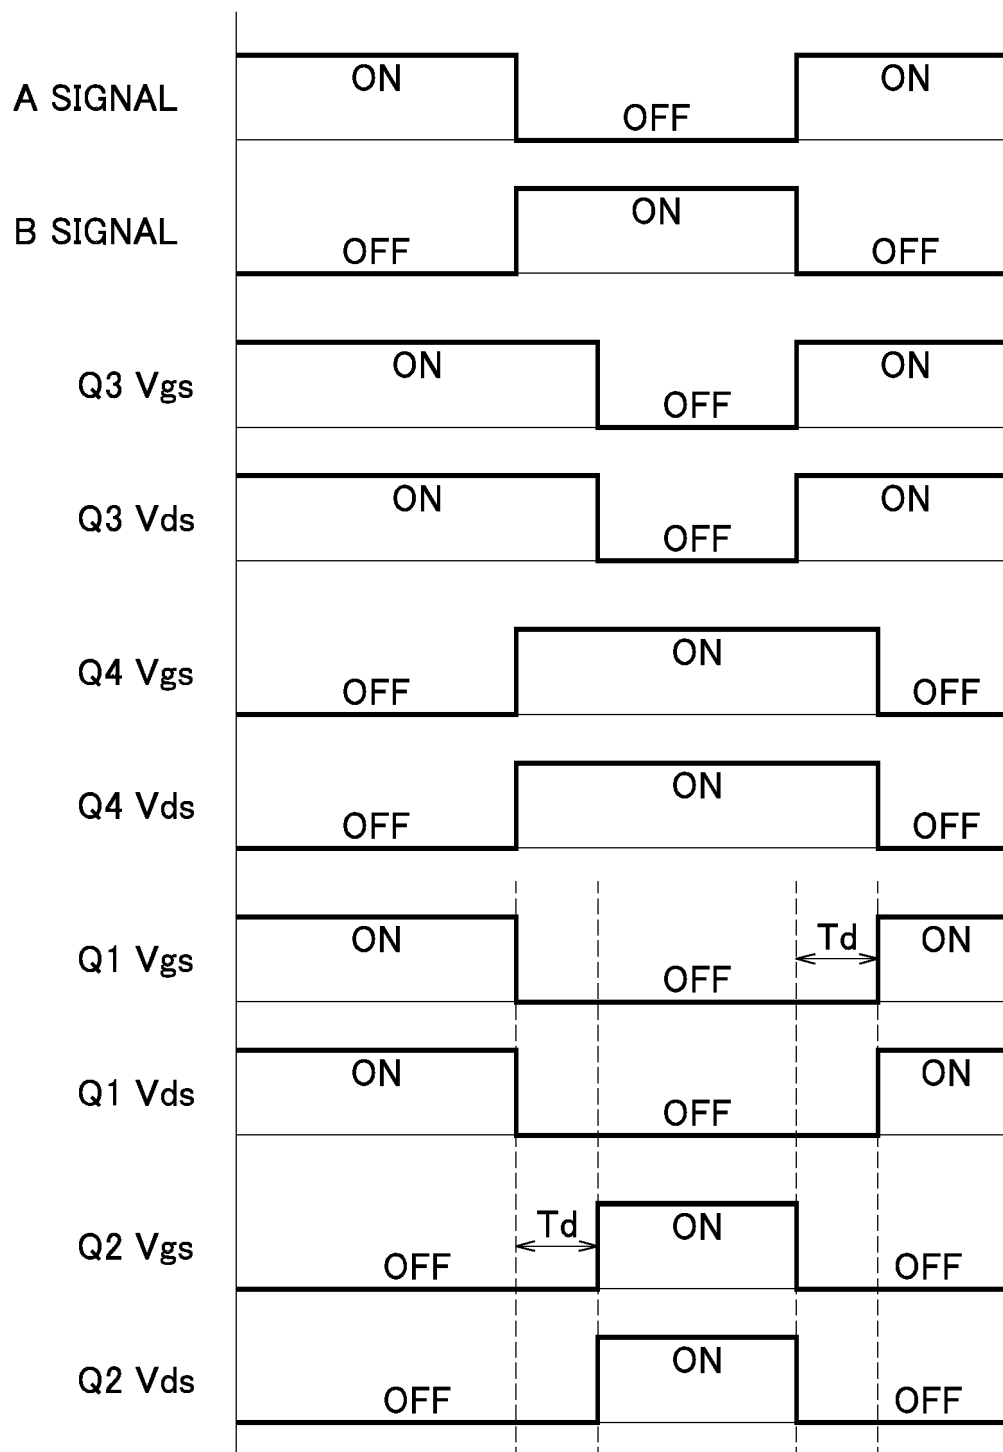 A SIGNAL ON OFF ON
B SIGNAL OFF ON OFF
Q3 Vgs ON OFF ON
Q3 Vds ON OFF ON
Q4 Vgs OFF ON OFF
Q4 Vds OFF ON OFF
Q1 Vgs ON OFF Td ON
Q1 Vds ON OFF ON
Q2 Vgs OFF Td ON OFF
Q2 Vds OFF ON OFF